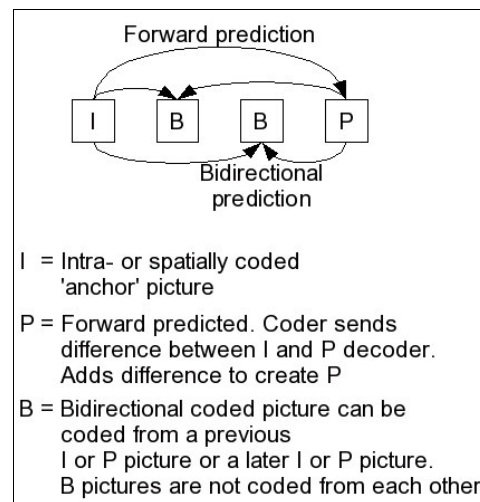 Forward prediction
I B B P
Bidirectional
prediction
I = Intra- or spatially coded
'anchor' picture
P = Forward predicted. Coder sends
difference between I and P decoder.
Adds difference to create P
B = Bidirectional coded picture can be
coded from a previous
I or P picture or a later I or P picture.
B pictures are not coded from each other